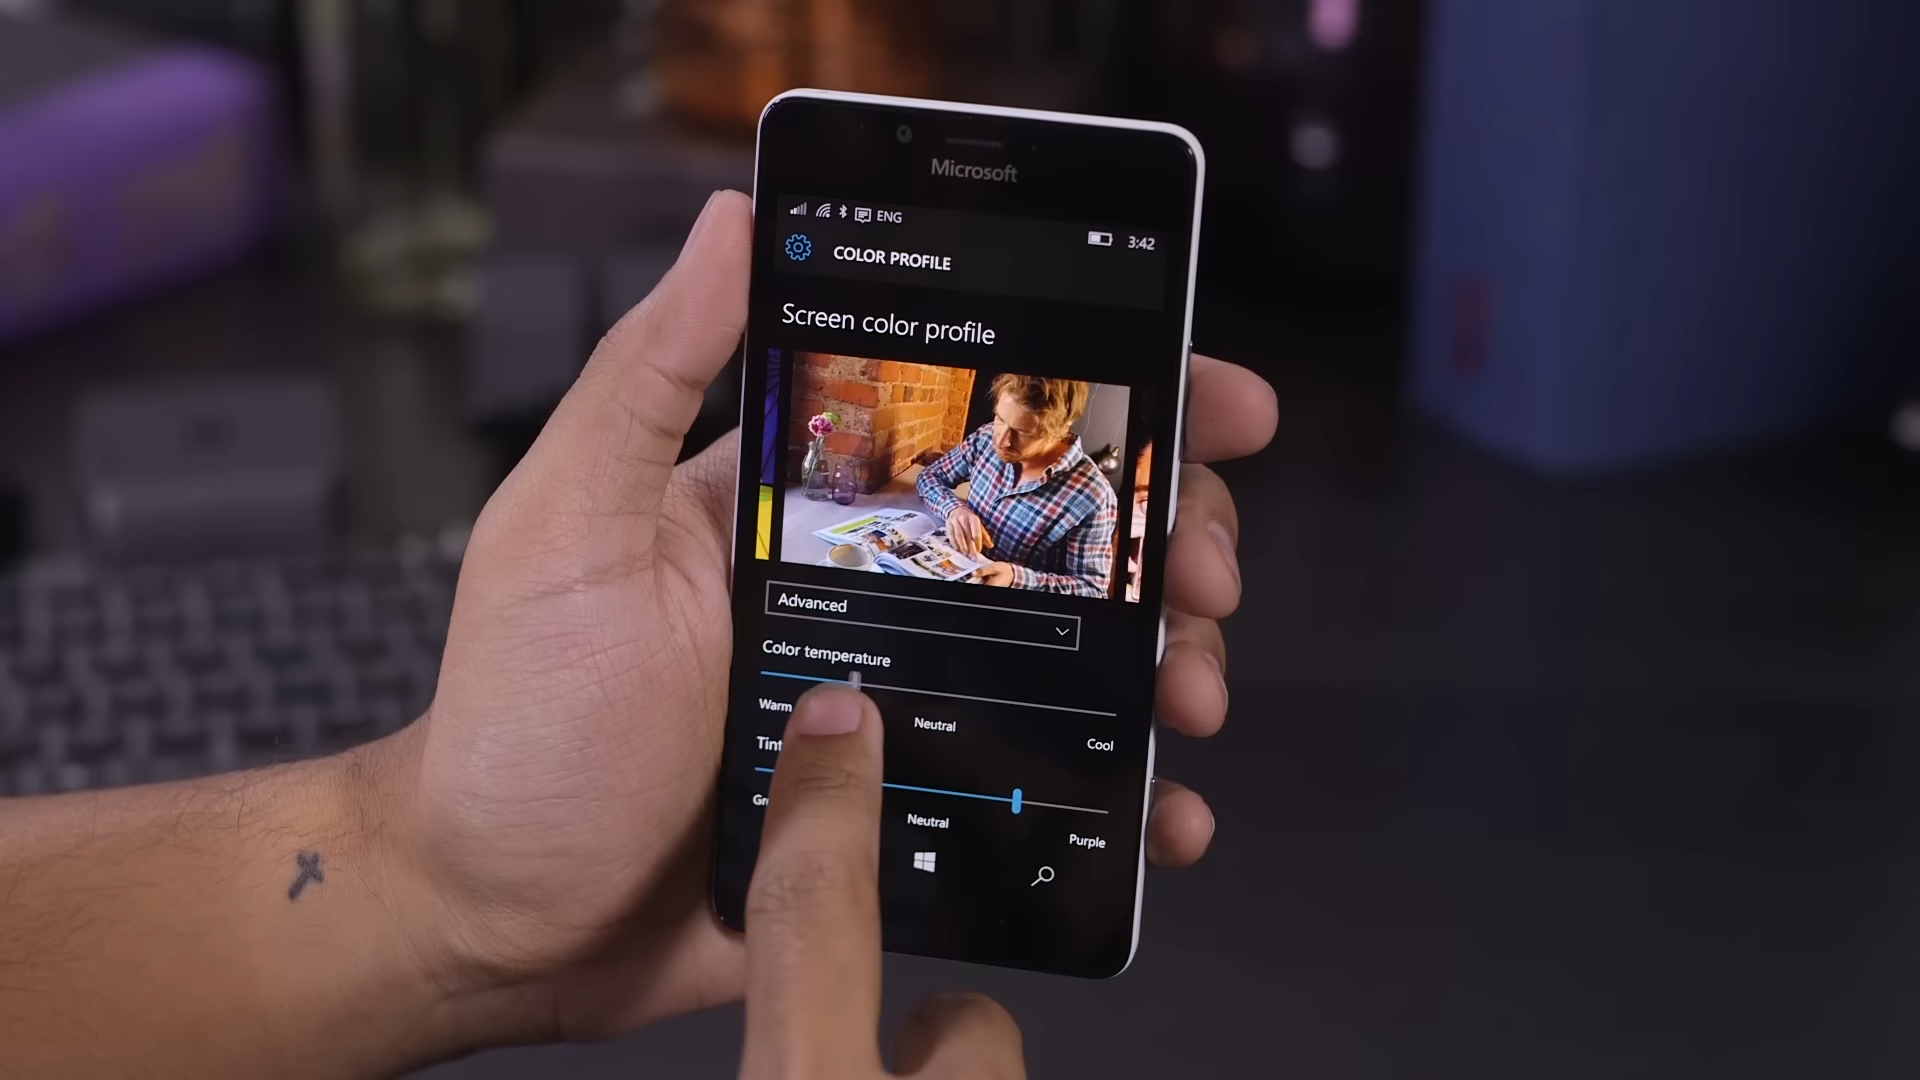 Microsoft
ENG
3:42
COLOR PROFILE
Screen color profile
Advanced
Color temperature
Warm
Neutral
Cool
Tint
Neutral
Purple